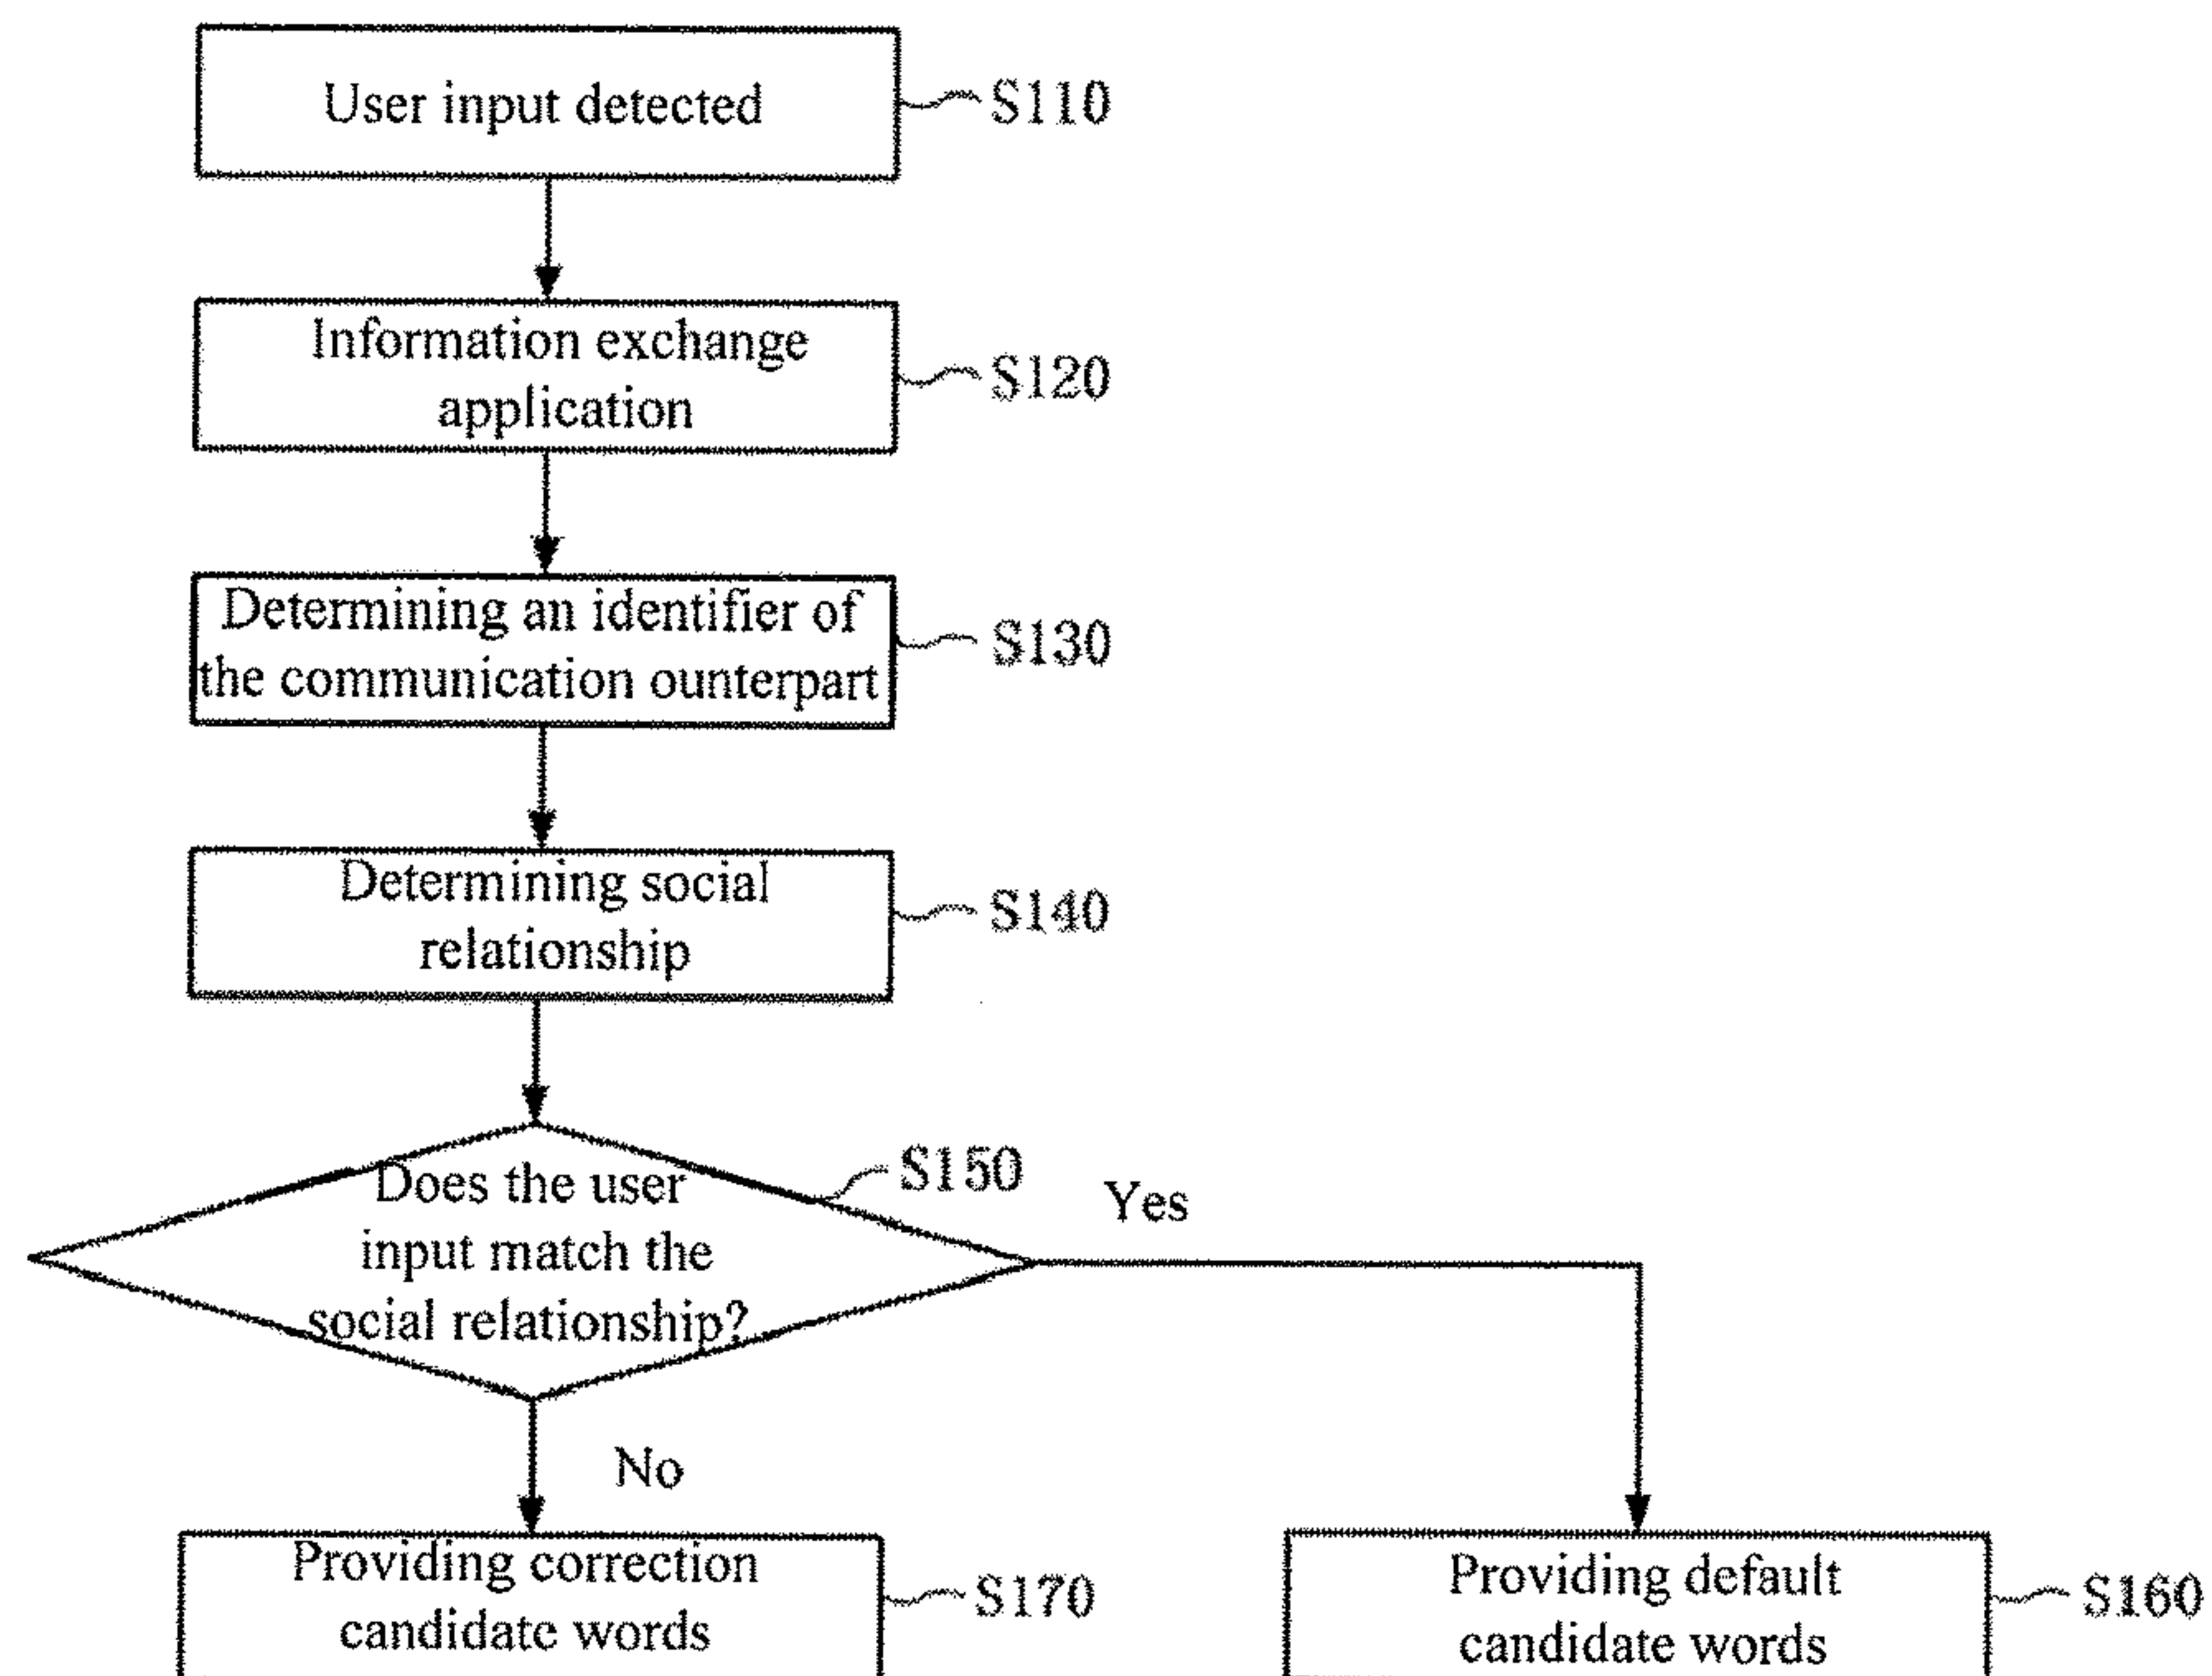 User input detected
S110
Information exchange
application
S120
Determining an identifier of
the communication ounterpart
S130
Determining social
relationship
S140
Does the user
input match the
social relationship?
S150
Yes
No
Providing correction
candidate words
S170
Providing default
candidate words
S160